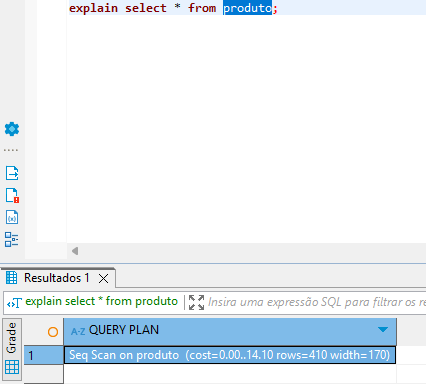 explain select * from produto;
Resultados 1
explain select * from produto
Insira uma expressão SQL para filtrar os re
Grade
A-Z QUERY PLAN
1
Seq Scan on produto (cost=0.00..14.10 rows=410 width=170)